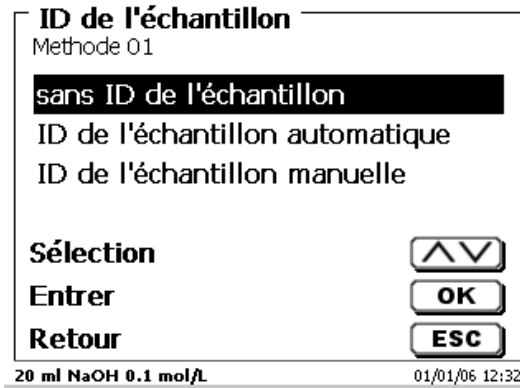 ID de l'échantillon
Methode 01
sans ID de l'échantillon
ID de l'échantillon automatique
ID de l'échantillon manuelle
Sélection
Entrer OK
Retour ESC
20 ml NaOH 0.1 mol/L 01/01/06 12:32